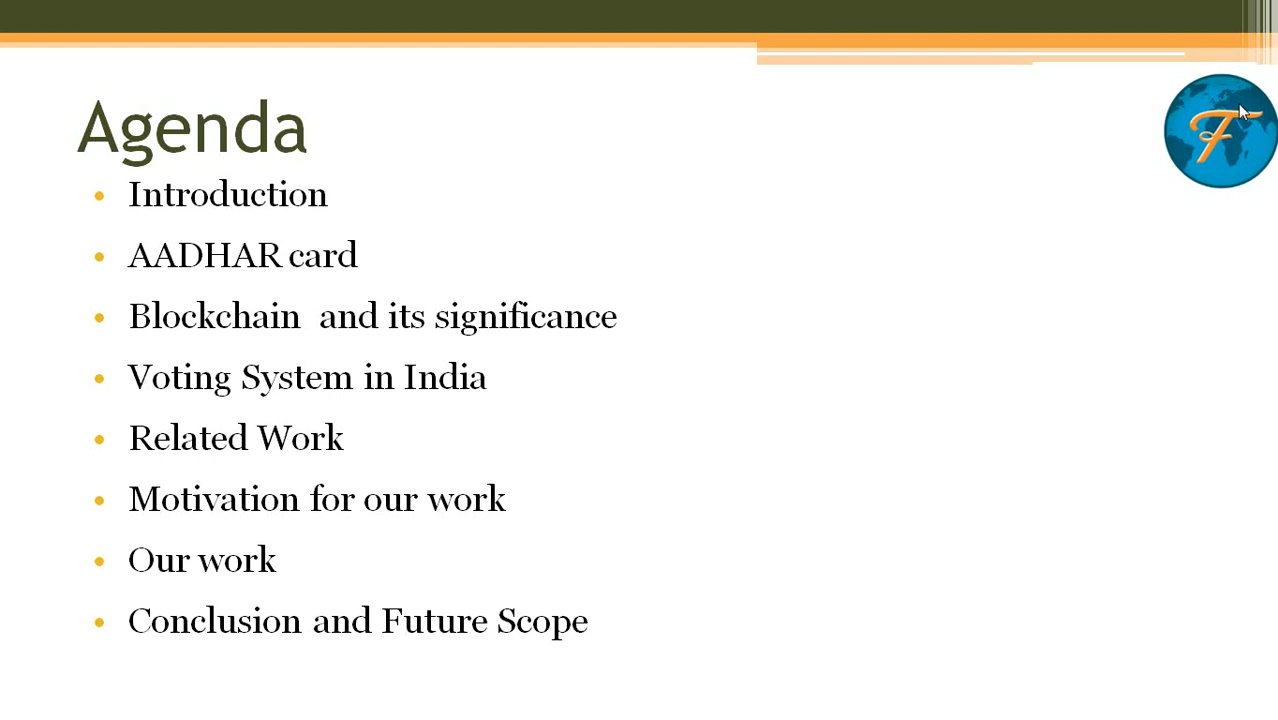 Agenda
F
• Introduction
• AADHAR card
• Blockchain  and its significance
• Voting System in India
• Related Work
• Motivation for our work
• Our work
• Conclusion and Future Scope